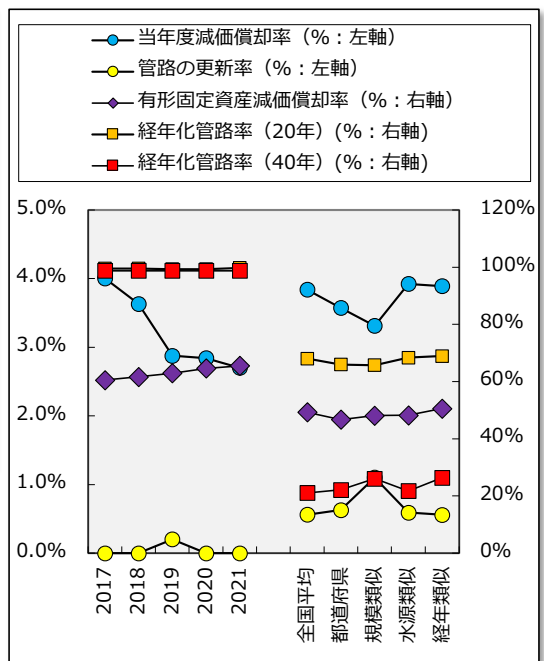 当年度減価償却率（%：左軸）
管路の更新率（%：左軸）
有形固定資産減価償却率（%：右軸）
経年化管路率（20年）(%：右軸)
経年化管路率（40年）(%：右軸)
5.0%
4.0%
3.0%
2.0%
1.0%
0.0%
120%
100%
80%
60%
40%
20%
0%
2017
2018
2019
2020
2021
全国平均
都道府県
規模類似
水源類似
経年類似